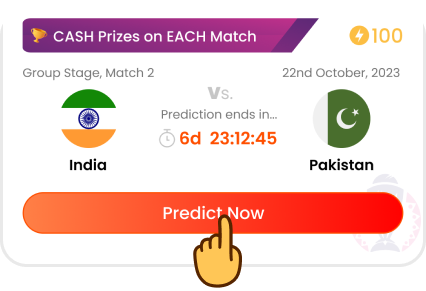 CASH Prizes on EACH Match
100
Group Stage, Match 2
22nd October, 2023
Vs.
Prediction ends in...
6d 23:12:45
India
Pakistan
Predict Now